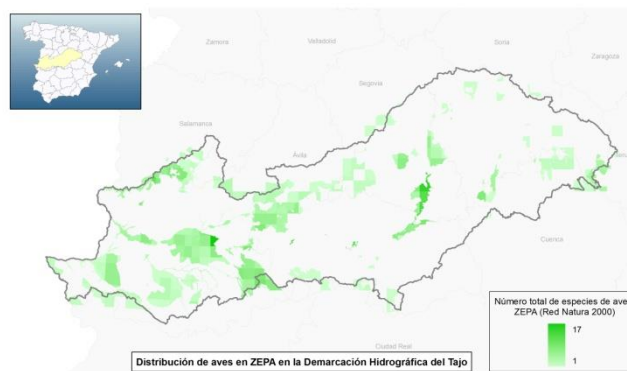 Zamora
Valladolid
Soria
Zaragoza
Segovia
Salamanca
Ávila
Cuenca
Ciudad Real
Número total de especies de ave
ZEPA (Red Natura 2000)
17
1
Distribución de aves en ZEPA en la Demarcación Hidrográfica del Tajo